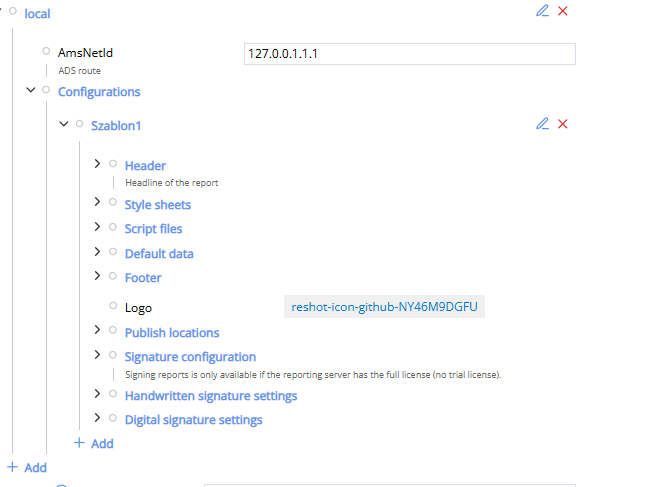 local
AmsNetId 127.0.0.1.1.1
ADS route
Configurations
Szablon1
Header
Headline of the report
Style sheets
Script files
Default data
Footer
Logo reshot-icon-github-NY46M9DGFU
Publish locations
Signature configuration
Signing reports is only available if the reporting server has the full license (no trial license).
Handwritten signature settings
Digital signature settings
Add
Add